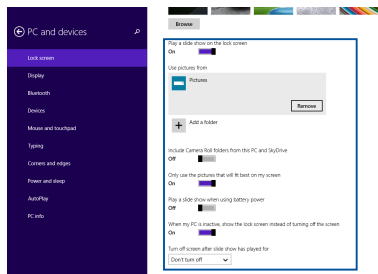 Browse
PC and devices
Lock screen
Display
Bluetooth
Devices
Mouse and touchpad
Typing
Corners and edges
Power and sleep
AutoPlay
PC info
Play a slide show on the lock screen
On
Use pictures from
Pictures
Remove
Add a folder
Include Camera Roll folders from this PC and SkyDrive
Off
Only use the pictures that will fit best on my screen
On
Play a slide show when using battery power
Off
When my PC is inactive, show the lock screen instead of turning off the screen
On
Turn off screen after slide show has played for
Don't turn off